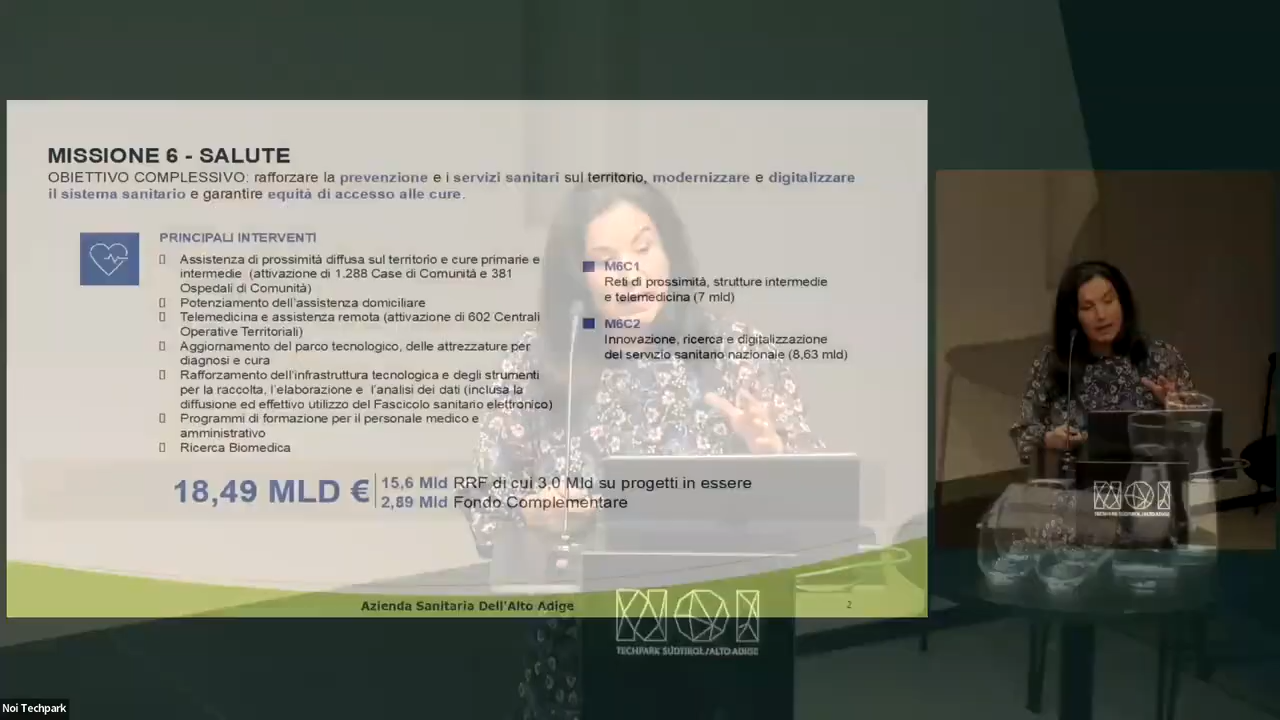 MISSIONE 6 - SALUTE
OBIETTIVO COMPLESSIVO: rafforzare la prevenzione e i servizi sanitari sul territorio, modernizzare e digitalizzare
il sistema sanitario e garantire equità di accesso alle cure.
PRINCIPALI INTERVENTI
Assistenza di prossimità diffusa sul territorio e cure primarie e
intermedie (attivazione di 1.288 Case di Comunità e 381
Ospedali di Comunità)
Potenziamento dell'assistenza domiciliare
Telemedicina e assistenza remota (attivazione di 602 Centrali
Operative Territoriali)
Aggiornamento del parco tecnologico, delle attrezzature per
diagnosi e cura
Rafforzamento dell'infrastruttura tecnologica e degli strumenti
per la raccolta, l'elaborazione e l'analisi dei dati (inclusa la
diffusione ed effettivo utilizzo del Fascicolo sanitario elettronico)
Programmi di formazione per il personale medico e
amministrativo
Ricerca Biomedica
M6C1
Reti di prossimità, strutture intermedie
e telemedicina (7 mld)
M6C2
Innovazione, ricerca e digitalizzazione
del servizio sanitario nazionale (8,63 mld)
18,49 MLD €
15,6 Mld RRF di cui 3,0 Mld su progetti in essere
2,89 Mld Fondo Complementare
Azienda Sanitaria Dell'Alto Adige
2
NOI
TECHPARK SÜDTIROL/ALTO ADIGE
NOI
TECHPARK SÜDTIROL/ALTO ADIGE
Noi Techpark